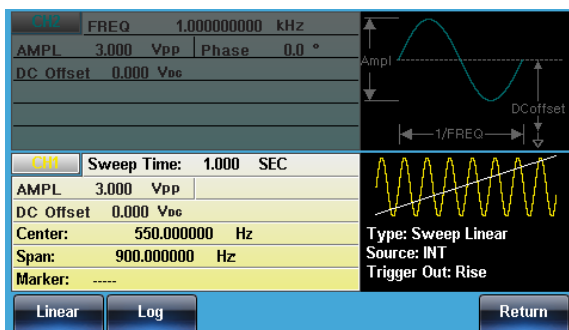 CH2 FREQ 1.000000000 kHz
AMPL 3.000 VPP Phase 0.0 °
DC Offset 0.000 VDC
Ampl
DCoffset
1/FREQ
CH1 Sweep Time: 1.000 SEC
AMPL 3.000 VPP
DC Offset 0.000 VDC
Center: 550.000000 Hz
Span: 900.000000 Hz
Marker: -----
Type: Sweep Linear
Source: INT
Trigger Out: Rise
Linear Log Return